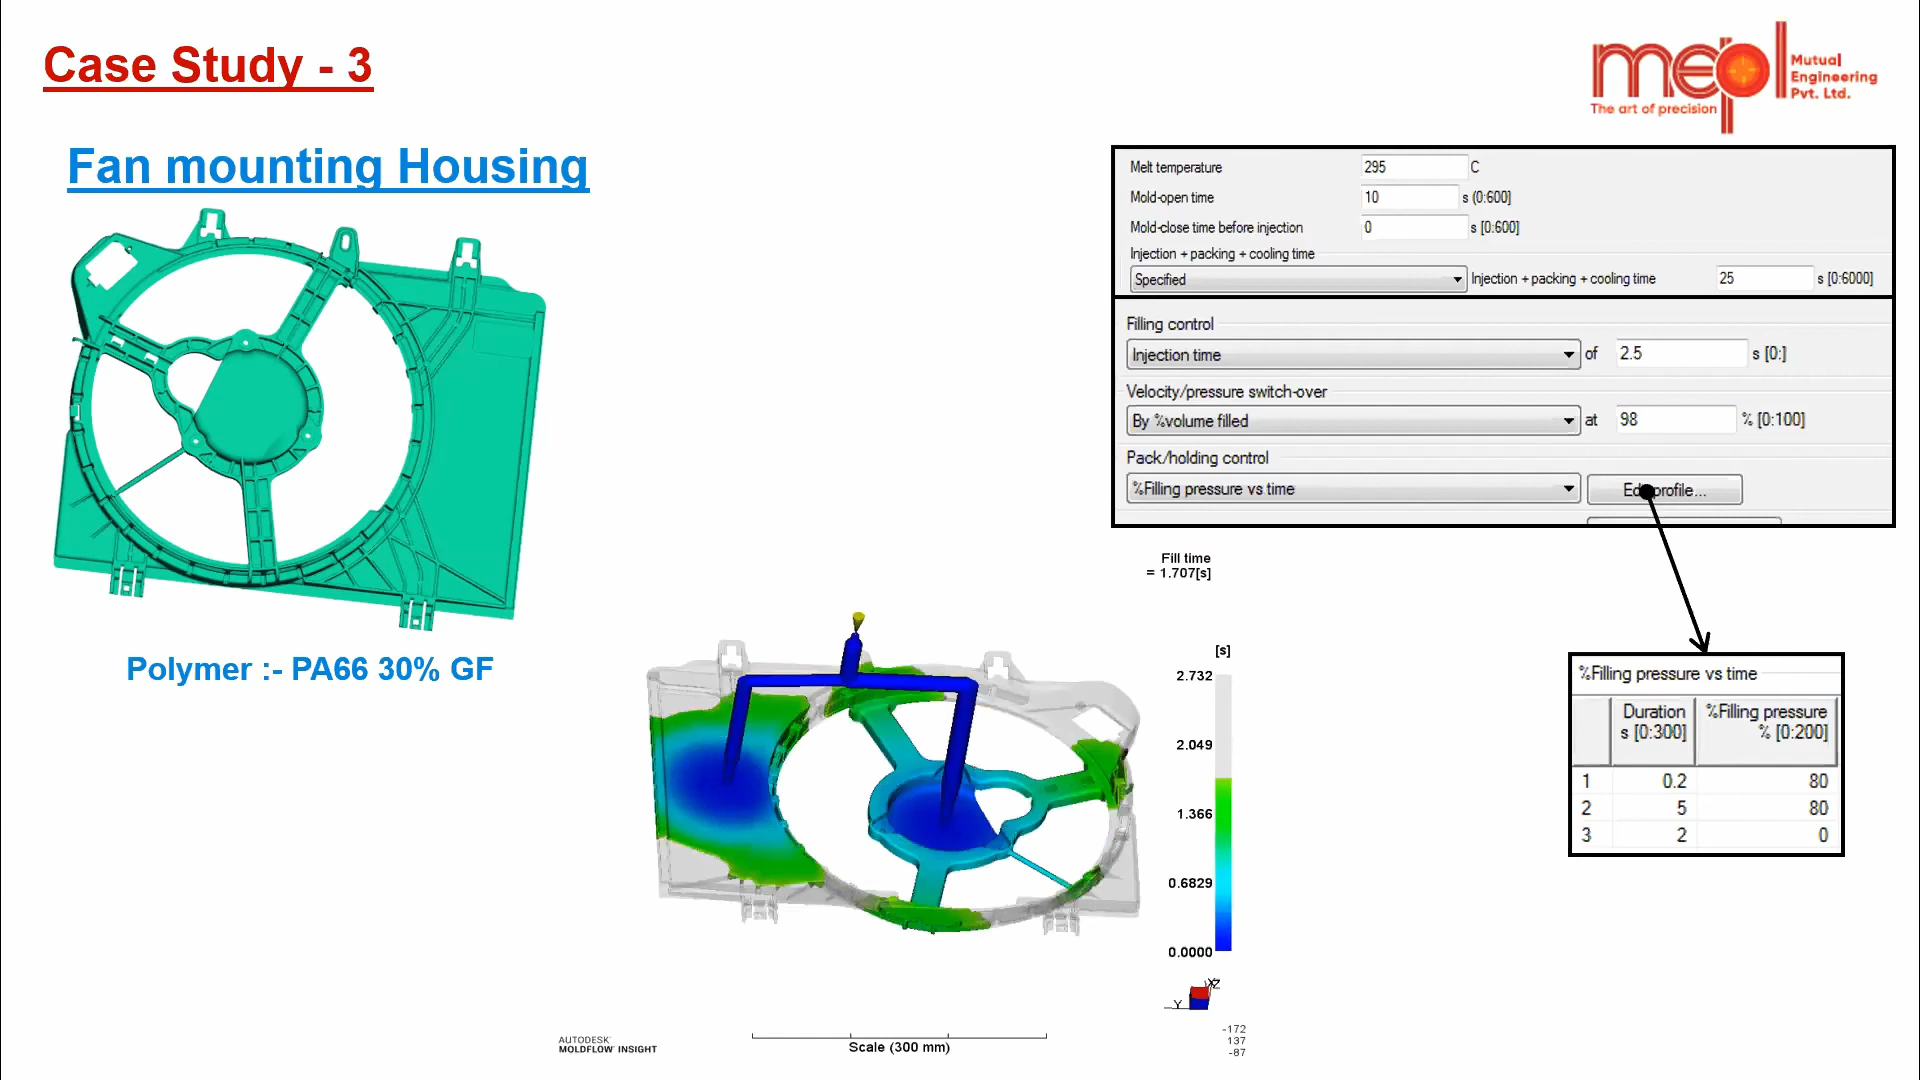 Case Study - 3
mepl
Mutual
Engineering
Pvt. Ltd.
The art of precision
Fan mounting Housing
Melt temperature 295 C
Mold-open time 10 s (0:600]
Mold-close time before injection 0 s [0:600]
Injection + packing + cooling time
Specified Injection + packing + cooling time 25 s [0:6000]
Filling control
Injection time of 2.5 s [0:]
Velocity/pressure switch-over
By %volume filled at 98 % [0:100]
Pack/holding control
%Filling pressure vs time profile...
Fill time
= 1.707[s]
Polymer :- PA66 30% GF
[s]
2.732
2.049
1.366
0.6829
0.0000
%Filling pressure vs time
Duration %Filling pressure
s [0:300] % [0:200]
1 0.2 80
2 5 80
3 2 0
Y
Z
-172
137
-87
AUTODESK
MOLDFLOW INSIGHT
Scale (300 mm)